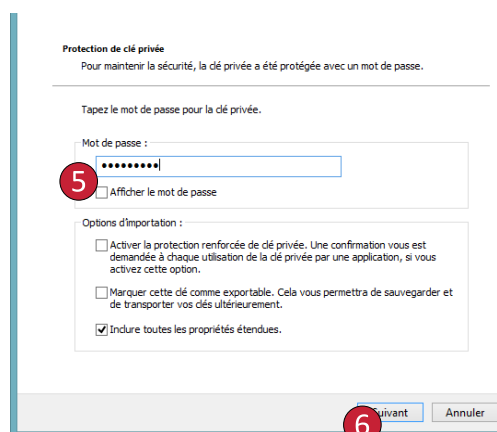 Protection de clé privée
Pour maintenir la sécurité, la clé privée a été protégée avec un mot de passe.
Tapez le mot de passe pour la clé privée.
Mot de passe :
•••••••••
5
Afficher le mot de passe
Options d'importation :
Activer la protection renforcée de clé privée. Une confirmation vous est
demandée à chaque utilisation de la clé privée par une application, si vous
activez cette option.
Marquer cette clé comme exportable. Cela vous permettra de sauvegarder et
de transporter vos clés ultérieurement.
Inclure toutes les propriétés étendues.
6
Suivant
Annuler